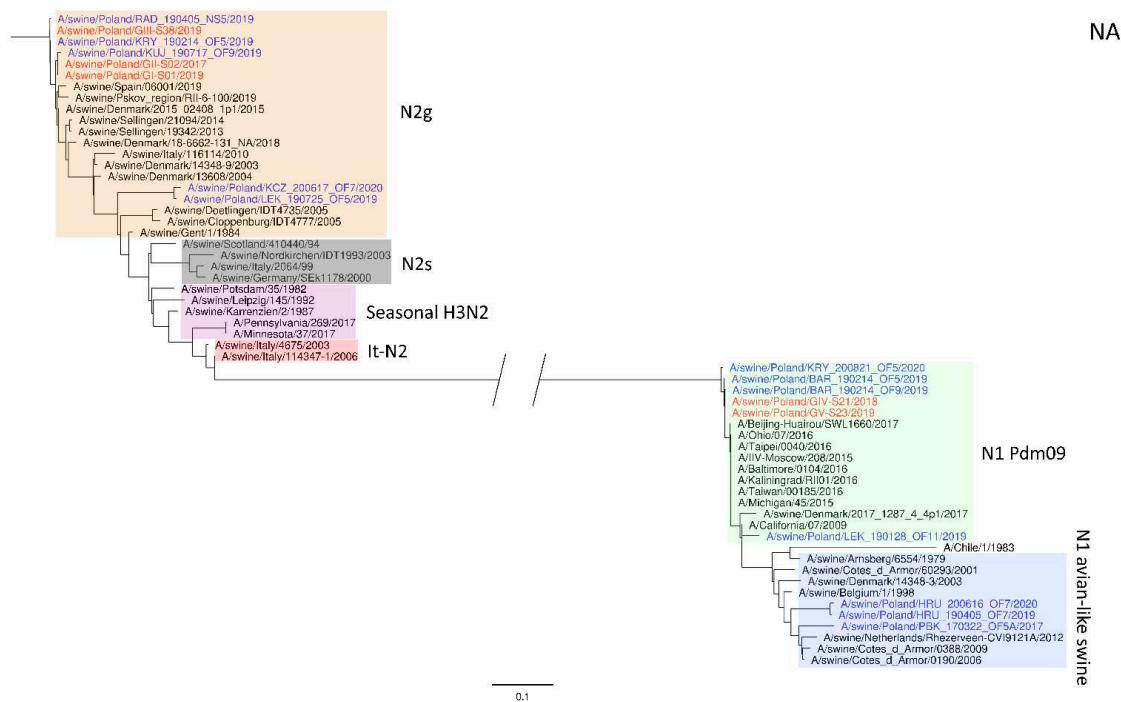 NA
A/swine/Poland/RAD_190405_NS5/2019
A/swine/Poland/GIII-S38/2019
A/swine/Poland/KRY_190214_OF5/2019
A/swine/Poland/KUJ_190717_OF9/2019
A/swine/Poland/GII-S02/2017
A/swine/Poland/GI-S01/2019
A/swine/Spain/06001/2019
A/swine/Pskov_region/RII-6-100/2019
A/swine/Denmark/2015_02408_1p1/2015
A/swine/Sellingen/21094/2014
A/swine/Sellingen/19342/2013
A/swine/Denmark/18-6662-131_NA/2018
A/swine/Italy/116114/2010
A/swine/Denmark/14348-9/2003
A/swine/Denmark/13608/2004
A/swine/Poland/KCZ_200617_OF7/2020
A/swine/Poland/LEK_190725_OF5/2019
A/swine/Doetlingen/IDT4735/2005
A/swine/Cloppenburg/IDT4777/2005
A/swine/Gent/1/1984
N2g
A/swine/Scotland/410440/94
A/swine/Nordkirchen/IDT1993/2003
A/swine/Italy/2064/99
A/swine/Germany/SEk1178/2000
N2s
A/swine/Potsdam/35/1982
A/swine/Leipzig/145/1992
A/swine/Karrenzien/2/1987
A/Pennsylvania/269/2017
A/Minnesota/37/2017
Seasonal H3N2
A/swine/Italy/4675/2003
A/swine/Italy/114347-1/2006
It-N2
A/swine/Poland/KRY_200821_OF5/2020
A/swine/Poland/BAR_190214_OF5/2019
A/swine/Poland/BAR_190214_OF9/2019
A/swine/Poland/GIV-S21/2018
A/swine/Poland/GV-S23/2019
A/Beijing-Huairou/SWL1660/2017
A/Ohio/07/2016
A/Taipei/0040/2016
A/IIV-Moscow/208/2015
A/Baltimore/0104/2016
A/Kaliningrad/RII01/2016
A/Taiwan/00185/2016
A/Michigan/45/2015
A/swine/Denmark/2017_1287_4_4p1/2017
A/California/07/2009
A/swine/Poland/LEK_190128_OF11/2019
N1 Pdm09
A/Chile/1/1983
A/swine/Arnsberg/6554/1979
A/swine/Cotes_d_Armor/60293/2001
A/swine/Denmark/14348-3/2003
A/swine/Belgium/1/1998
A/swine/Poland/HRU_200616_OF7/2020
A/swine/Poland/HRU_190405_OF7/2019
A/swine/Poland/PBK_170322_OF5A/2017
A/swine/Netherlands/Rhezerveen-CVI9121A/2012
A/swine/Cotes_d_Armor/0388/2009
A/swine/Cotes_d_Armor/0190/2006
N1 avian-like swine
0.1